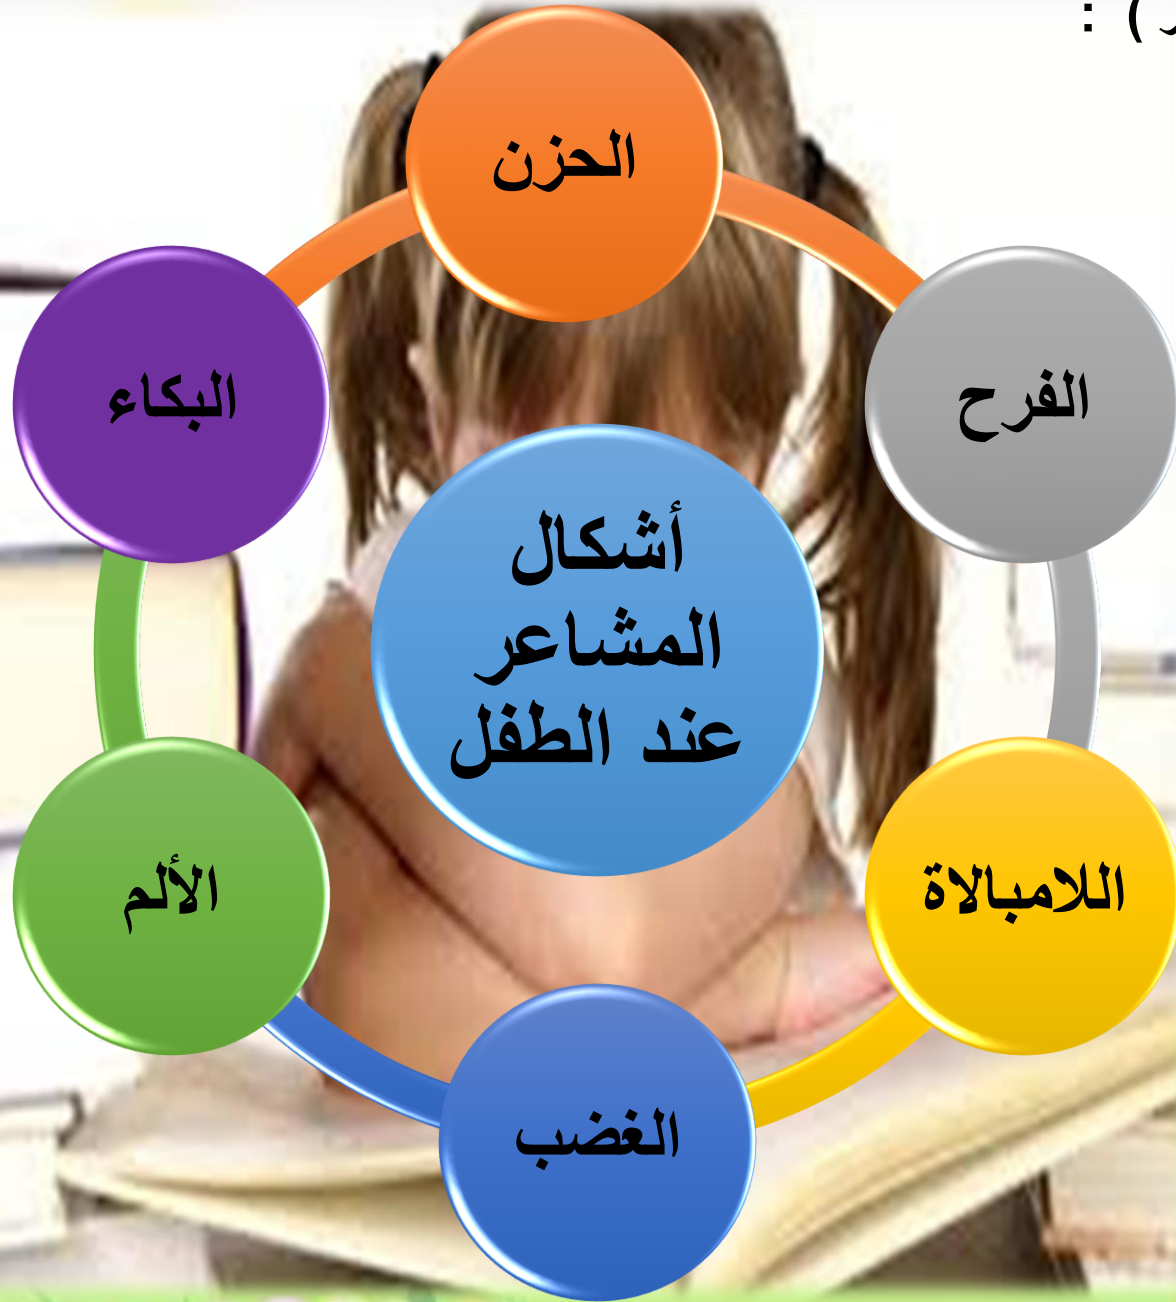 ر ) :
الحزن
الفرح
البكاء
أشكال
المشاعر
عند الطفل
اللامبالاة
الألم
الغضب